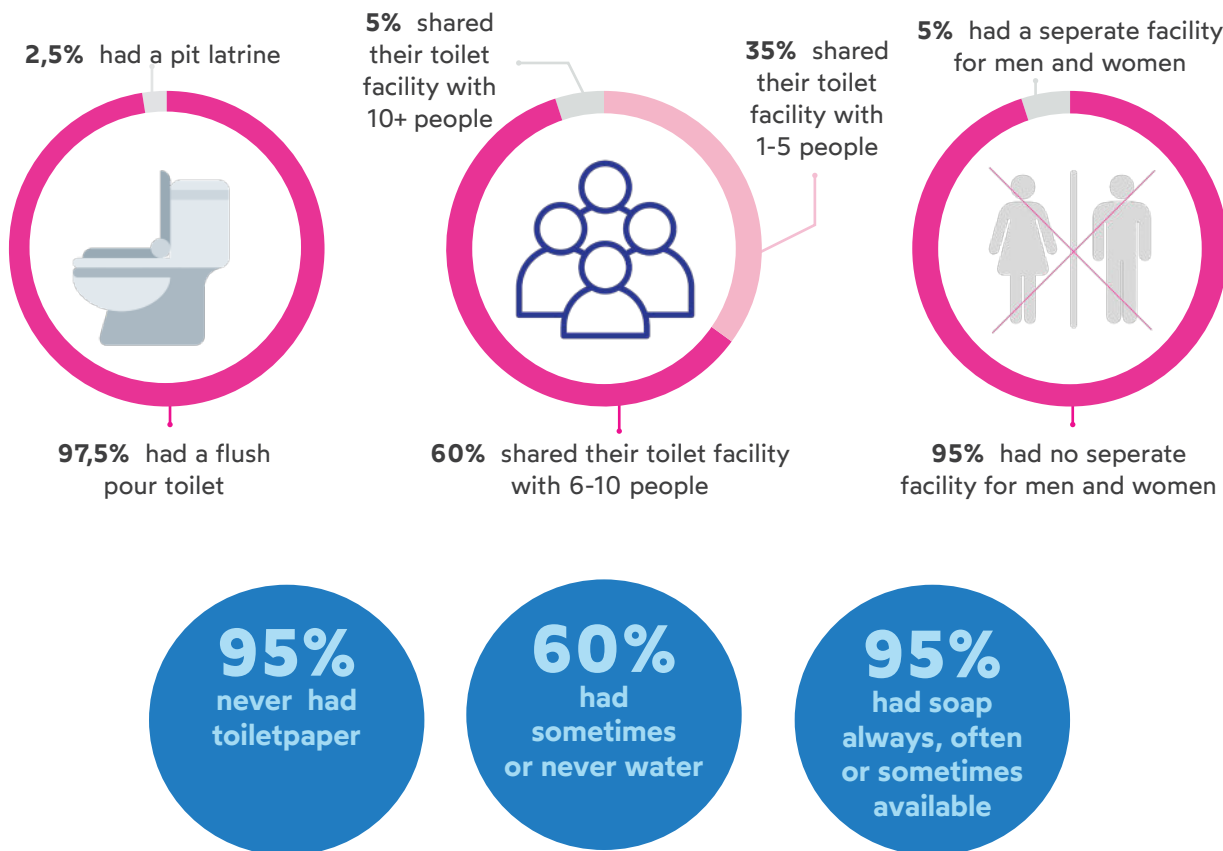 2,5% had a pit latrine
97,5% had a flush
pour toilet
5% shared
their toilet
facility with
10+ people
35% shared
their toilet
facility with
1-5 people
60% shared their toilet facility
with 6-10 people
5% had a seperate facility
for men and women
95% had no seperate
facility for men and women
95%
never had
toiletpaper
60%
had
sometimes
or never water
95%
had soap
always, often
or sometimes
available